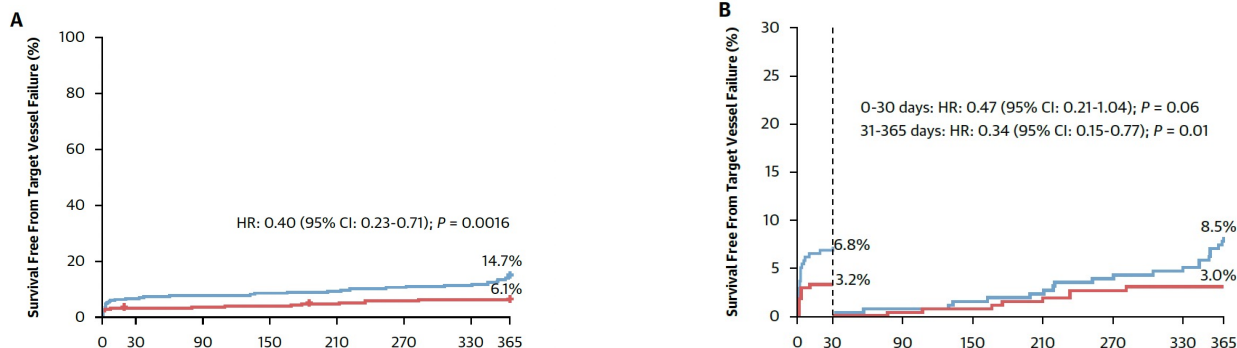 A
Survival Free From Target Vessel Failure (%)
100
80
60
40
20
0
HR: 0.40 (95% CI: 0.23-0.71); P = 0.0016
14.7%
6.1%
0 30 90 150 210 270 330 365
B
Survival Free From Target Vessel Failure (%)
30
25
20
15
10
5
0
0-30 days: HR: 0.47 (95% CI: 0.21-1.04); P = 0.06
31-365 days: HR: 0.34 (95% CI: 0.15-0.77); P = 0.01
6.8%
3.2%
8.5%
3.0%
0 30 90 150 210 270 330 365